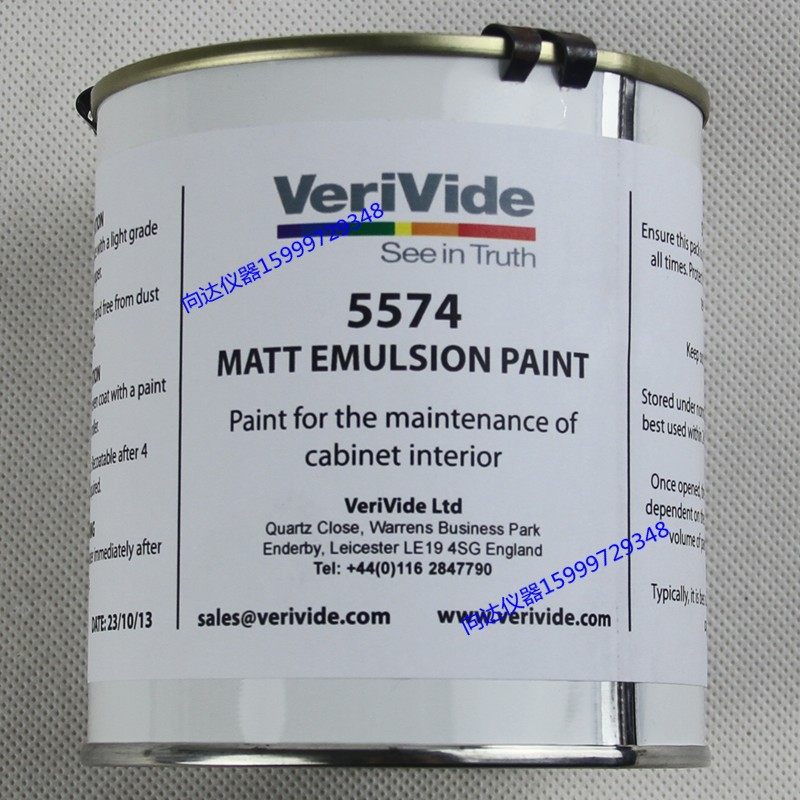 VeriVide
See in Truth
5574
MATT EMULSION PAINT
Paint for the maintenance of
cabinet interior
VeriVide Ltd
Quartz Close, Warrens Business Park
Enderby, Leicester LE19 4SG England
Tel: +44(0)116 2847790
sales@verivide.com www.verivide.com
with a light grade
and free from dust
coat with a paint
after 4
immediately after
DATE: 23/10/13
Ensure this
all times.
Keep
Stored under
best used within
Once opened,
dependent on
volume of
Typically, it is
向达仪器15999729348
向达仪器15999729348